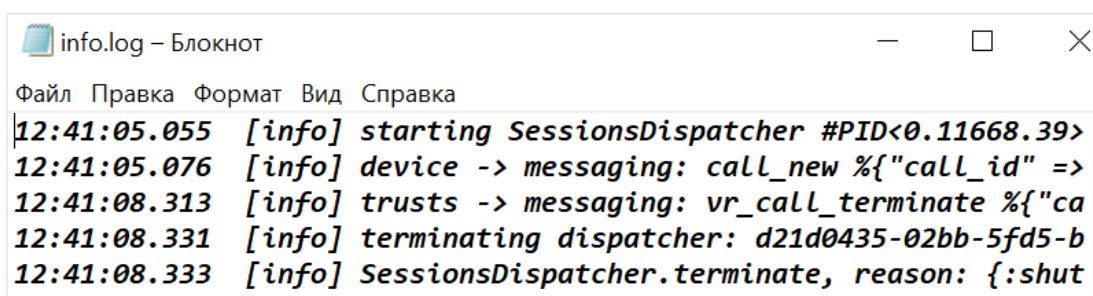 info.log – Блокнот
Файл Правка Формат Вид Справка
12:41:05.055 [info] starting SessionsDispatcher #PID<0.11668.39>
12:41:05.076 [info] device -> messaging: call_new %{"call_id" =>
12:41:08.313 [info] trusts -> messaging: vr_call_terminate %{"ca
12:41:08.331 [info] terminating dispatcher: d21d0435-02bb-5fd5-b
12:41:08.333 [info] SessionsDispatcher.terminate, reason: {:shut